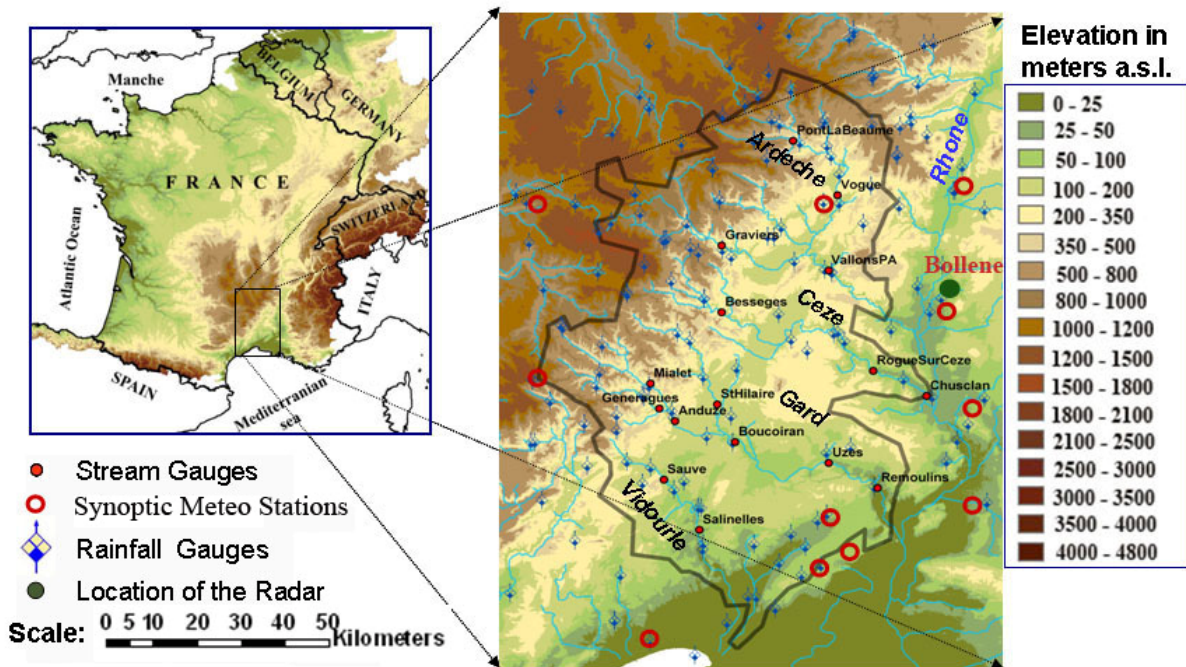 Manche
BELGIUM
GERMANY
FRANCE
SWITZERLAND
Atlantic Ocean
ITALY
SPAIN
Mediterranean
sea
Stream Gauges
Synoptic Meteo Stations
Rainfall Gauges
Location of the Radar
Scale: 0 5 10 20 30 40 50 Kilometers
PontLaBeaume
Ardeche
Vogue
Rhone
Graviers
VallonsPA
Bollene
Besseges
Ceze
RogueSurCeze
Mialet
Chusclan
Generagues
StHilaire
Anduze
Gard
Boucoiran
Uzes
Sauve
Remoulins
Vidourle
Salinelles
Elevation in
meters a.s.l.
0 - 25
25 - 50
50 - 100
100 - 200
200 - 350
350 - 500
500 - 800
800 - 1000
1000 - 1200
1200 - 1500
1500 - 1800
1800 - 2100
2100 - 2500
2500 - 3000
3000 - 3500
3500 - 4000
4000 - 4800